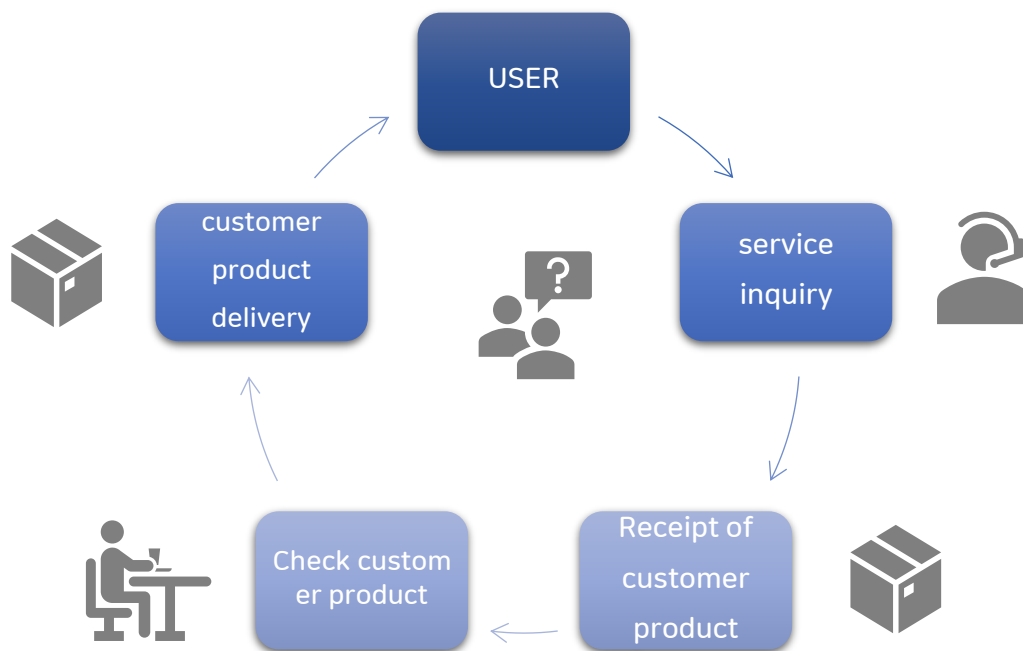 USER
service
inquiry
Receipt of
customer
product
Check custom
er product
customer
product
delivery
?